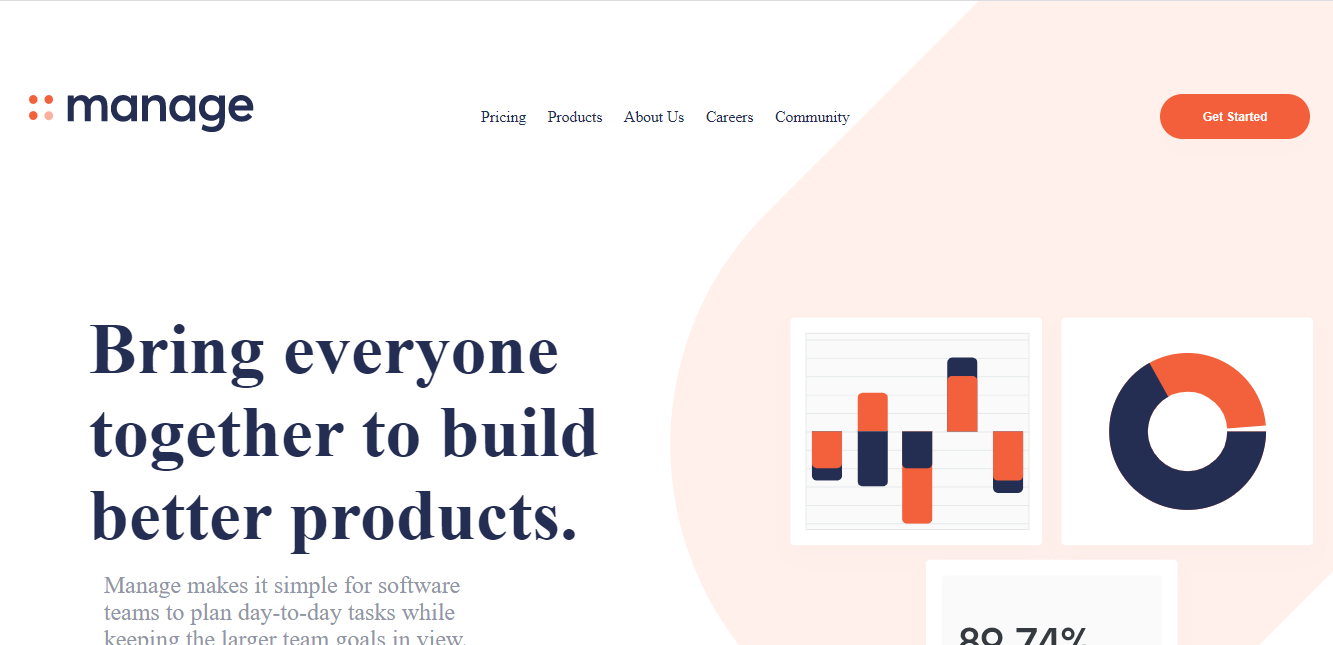 manage
Pricing Products About Us Careers Community
Get Started
Bring everyone
together to build
better products.
Manage makes it simple for software
teams to plan day-to-day tasks while
keeping the larger team goals in view.
89.74%